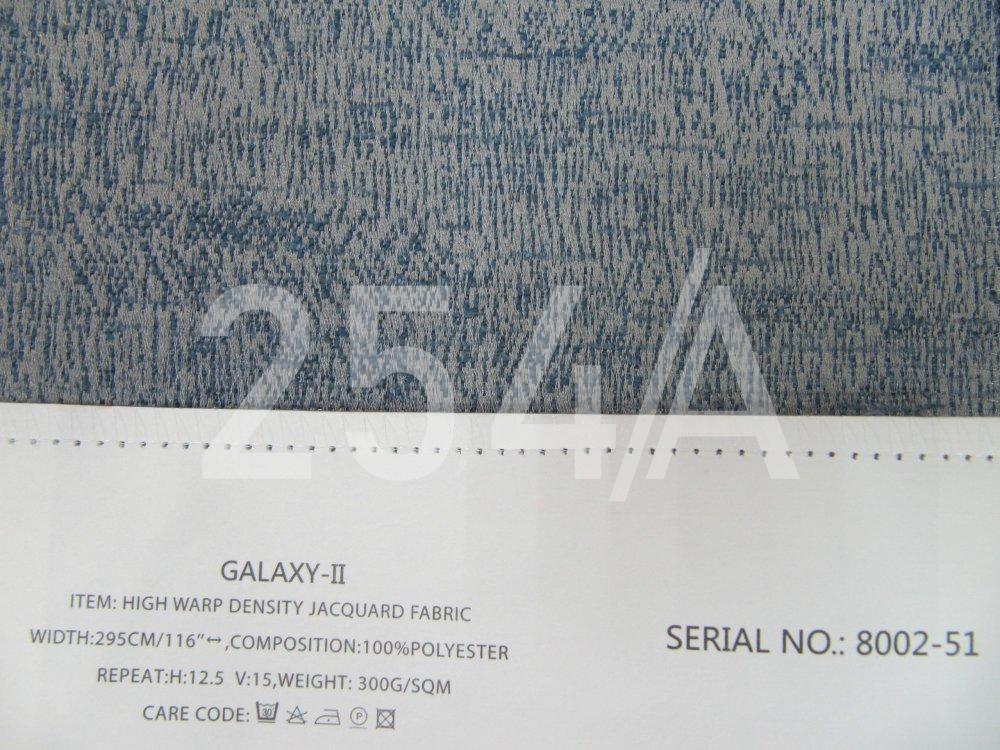 254/A
GALAXY-II
ITEM: HIGH WARP DENSITY JACQUARD FABRIC
WIDTH:295CM/116"↔,COMPOSITION:100%POLYESTER
REPEAT:H:12.5 V:15,WEIGHT: 300G/SQM
CARE CODE: 30 P
SERIAL NO.: 8002-51